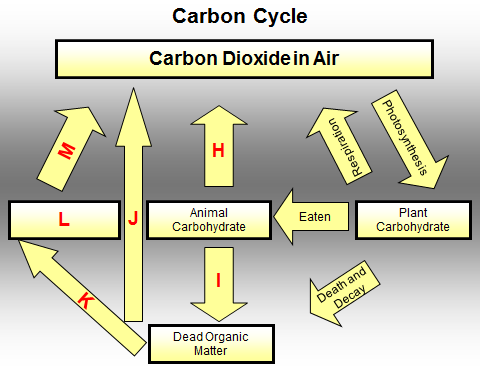 Carbon Cycle
Carbon Dioxide in Air
M
H
Respiration
Photosynthesis
L
J
Animal
Carbohydrate
Eaten
Plant
Carbohydrate
K
I
Death and
Decay
Dead Organic
Matter